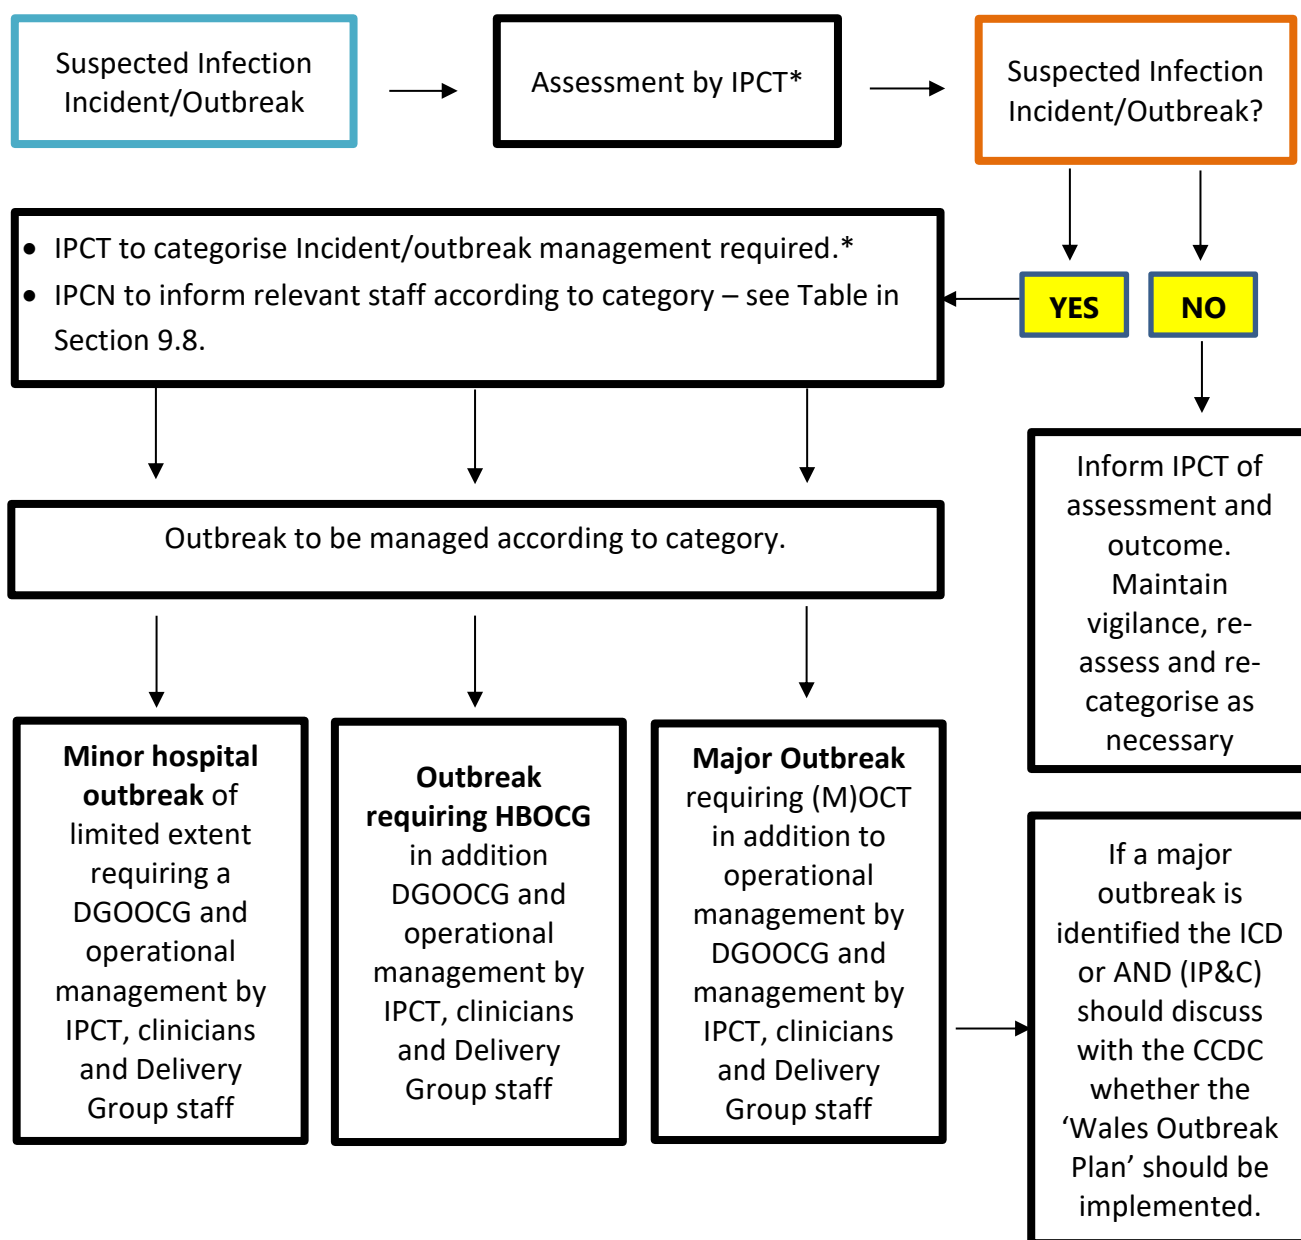 Suspected Infection
Incident/Outbreak
Assessment by IPCT*
Suspected Infection
Incident/Outbreak?
• IPCT to categorise Incident/outbreak management required.*
• IPCN to inform relevant staff according to category – see Table in
Section 9.8.
YES
NO
Outbreak to be managed according to category.
Inform IPCT of
assessment and
outcome.
Maintain
vigilance, re-
assess and re-
categorise as
necessary
Minor hospital
outbreak of
limited extent
requiring a
DGOOCG and
operational
management by
IPCT, clinicians
and Delivery
Group staff
Outbreak
requiring HBOCG
in addition
DGOOCG and
operational
management by
IPCT, clinicians
and Delivery
Group staff
Major Outbreak
requiring (M)OCT
in addition to
operational
management by
DGOOCG and
management by
IPCT, clinicians
and Delivery
Group staff
If a major
outbreak is
identified the ICD
or AND (IP&C)
should discuss
with the CCDC
whether the
‘Wales Outbreak
Plan’ should be
implemented.